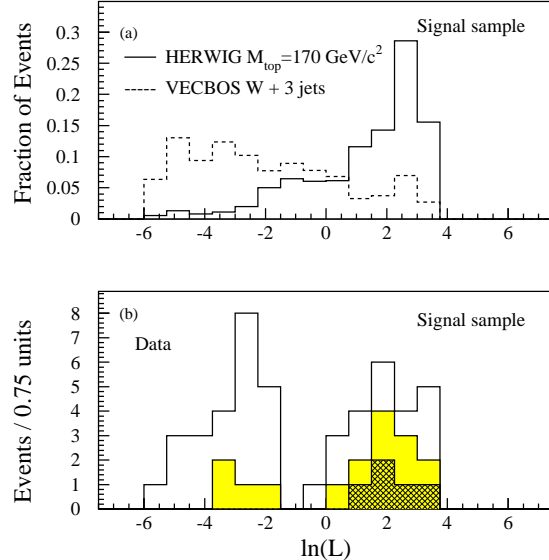 (a)
Signal sample
HERWIG M_top=170 GeV/c²
VECBOS W + 3 jets
Fraction of Events
0.3
0.25
0.2
0.15
0.1
0.05
0
-6 -4 -2 0 2 4 6
(b)
Signal sample
Data
Events / 0.75 units
8
7
6
5
4
3
2
1
0
-6 -4 -2 0 2 4 6
ln(L)